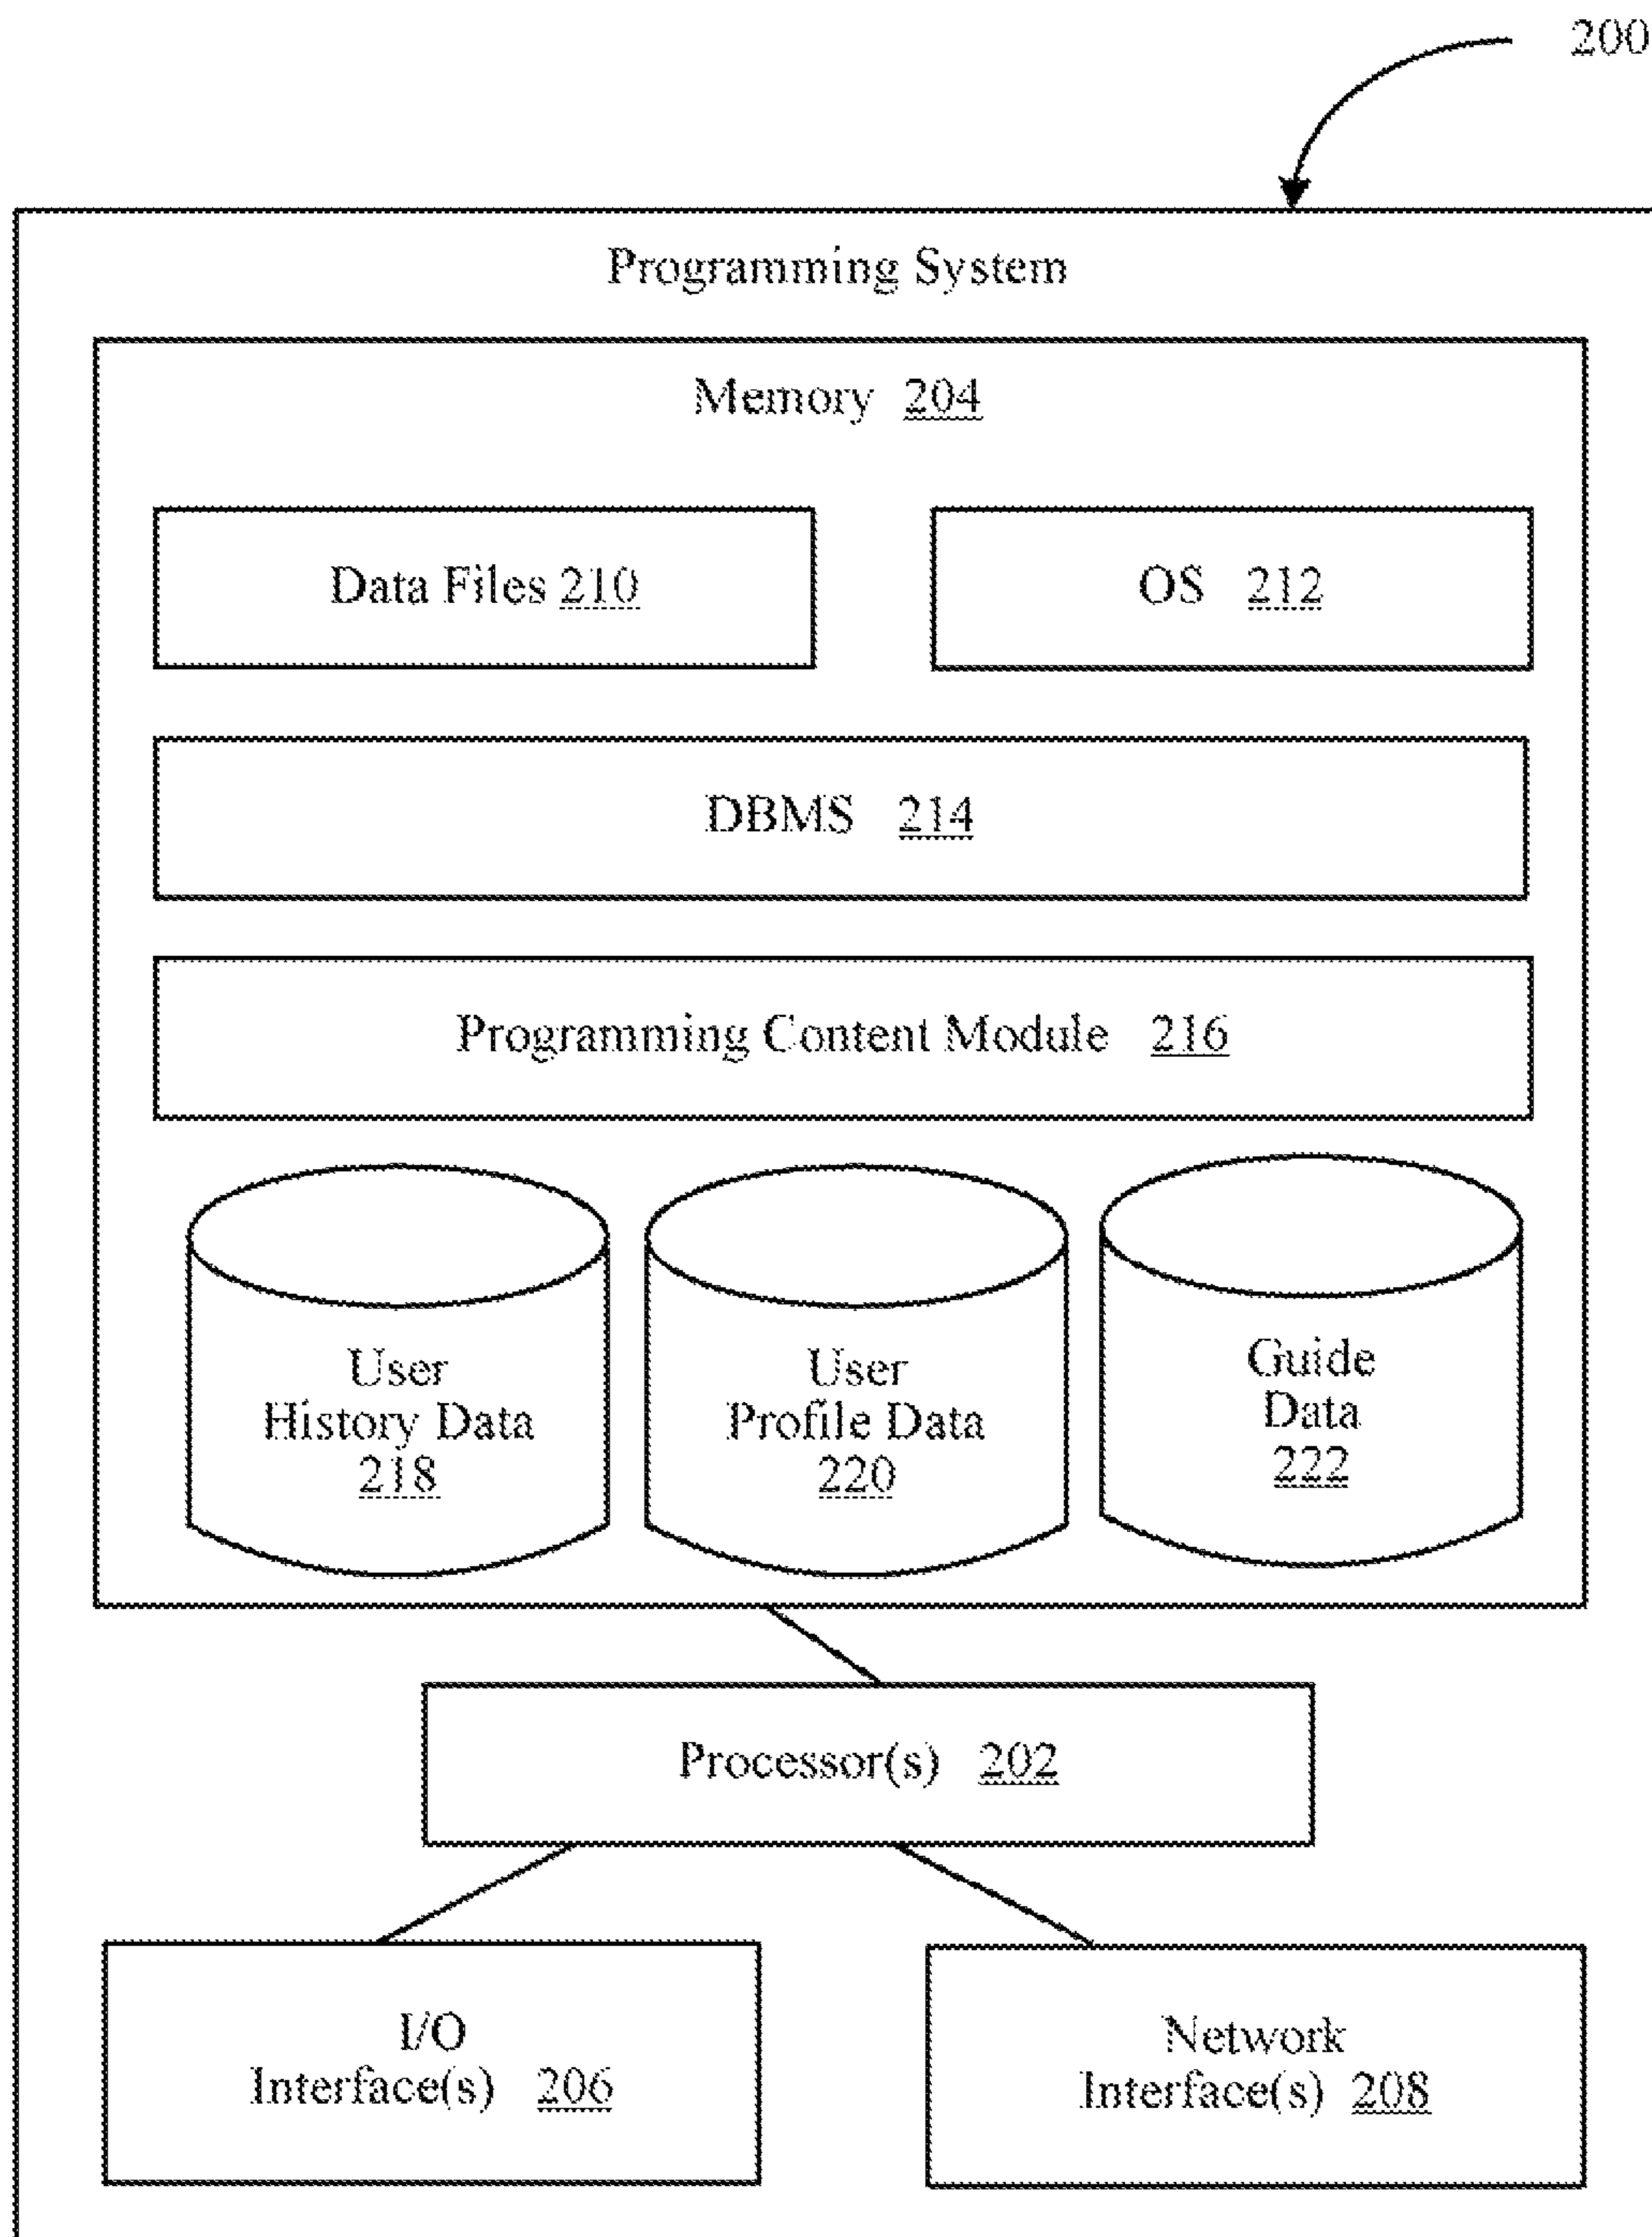 200
Programming System
Memory 204
Data Files 210
OS 212
DBMS 214
Programming Content Module 216
User
History Data
218
User
Profile Data
220
Guide
Data
222
Processor(s) 202
I/O
Interface(s) 206
Network
Interface(s) 208